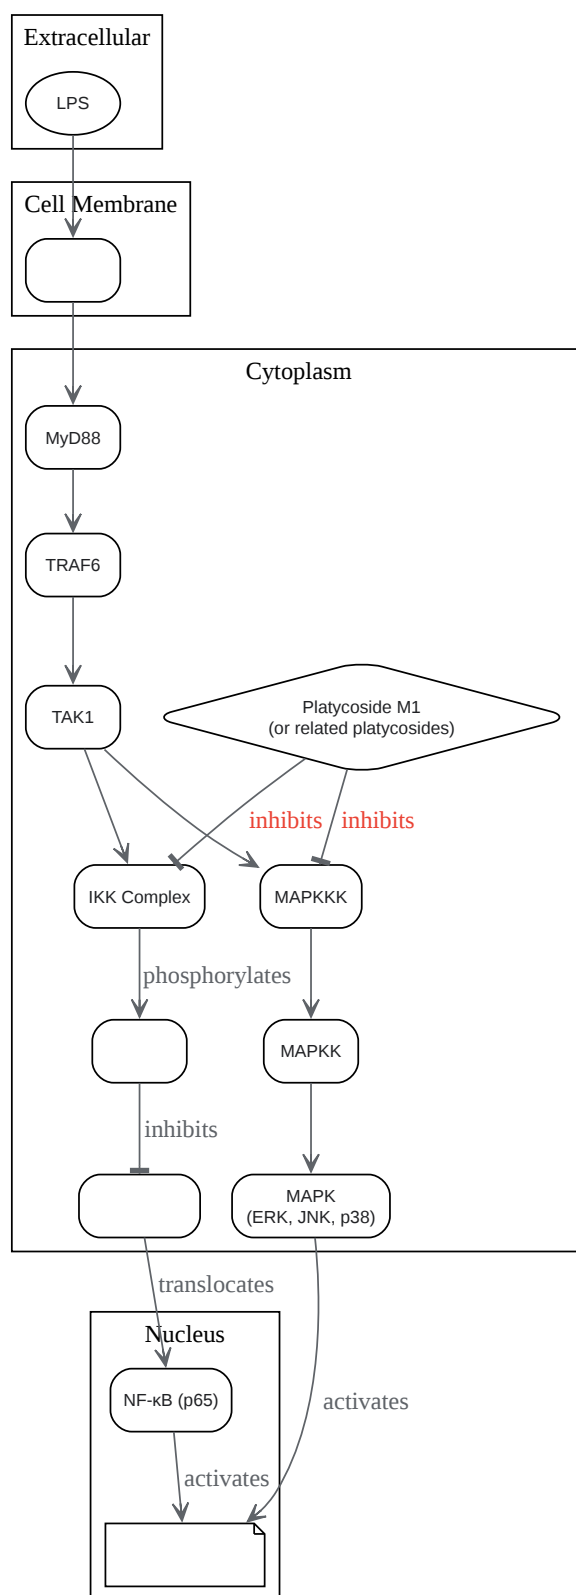 Extracellular
LPS
Cell Membrane
Cytoplasm
MyD88
TRAF6
TAK1
Platycoside M1
(or related platycosides)
inhibits
inhibits
IKK Complex
MAPKKK
phosphorylates
MAPKK
inhibits
MAPK
(ERK, JNK, p38)
translocates
Nucleus
NF-κB (p65)
activates
activates